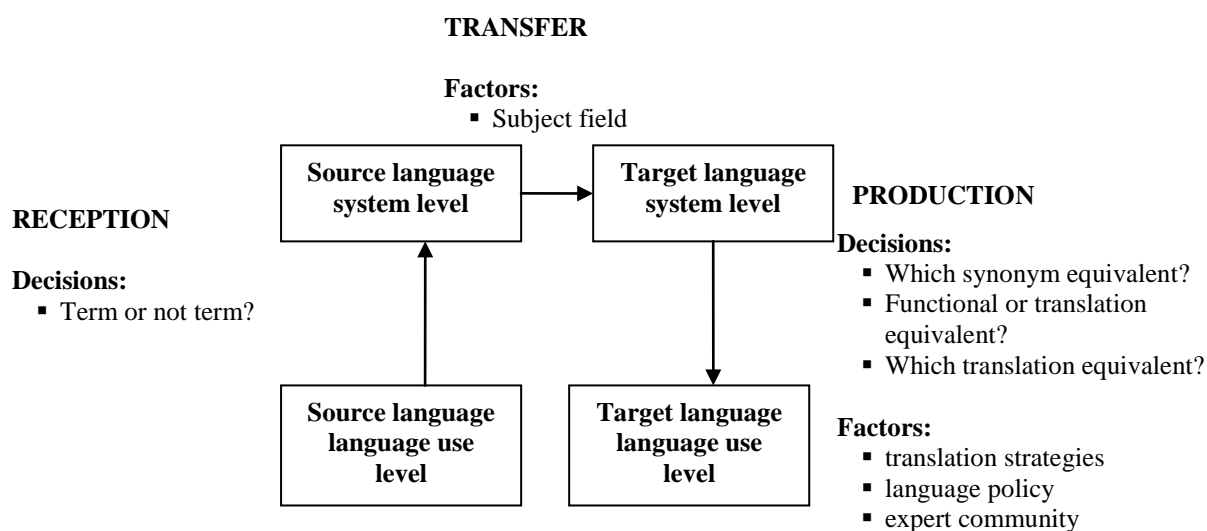 TRANSFER
Factors:
▪ Subject field
Source language
system level
Target language
system level
RECEPTION
Decisions:
▪ Term or not term?
PRODUCTION
Decisions:
▪ Which synonym equivalent?
▪ Functional or translation
equivalent?
▪ Which translation equivalent?
Source language
language use
level
Target language
language use
level
Factors:
▪ translation strategies
▪ language policy
▪ expert community